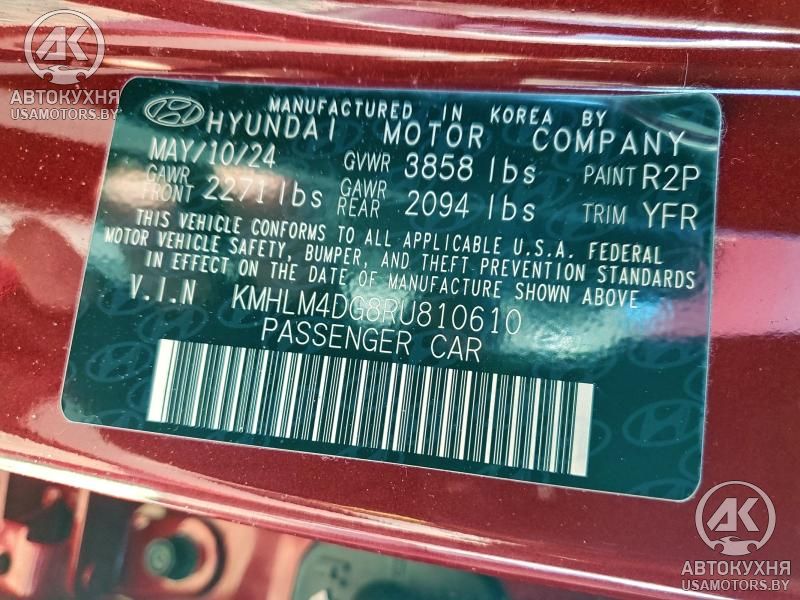 AK
АВТОКУХНЯ
USAMOTORS.BY
MANUFACTURED IN KOREA BY
HYUNDAI MOTOR COMPANY
MAY/10/24 GVWR 3858 lbs PAINT R2P
GAWR FRONT 2271 lbs GAWR REAR 2094 lbs TRIM YFR
THIS VEHICLE CONFORMS TO ALL APPLICABLE U.S.A. FEDERAL
MOTOR VEHICLE SAFETY, BUMPER, AND THEFT PREVENTION STANDARDS
IN EFFECT ON THE DATE OF MANUFACTURE SHOWN ABOVE
V.I.N KMHLM4DG8RU810610
PASSENGER CAR
AK
АВТОКУХНЯ
USAMOTORS.BY